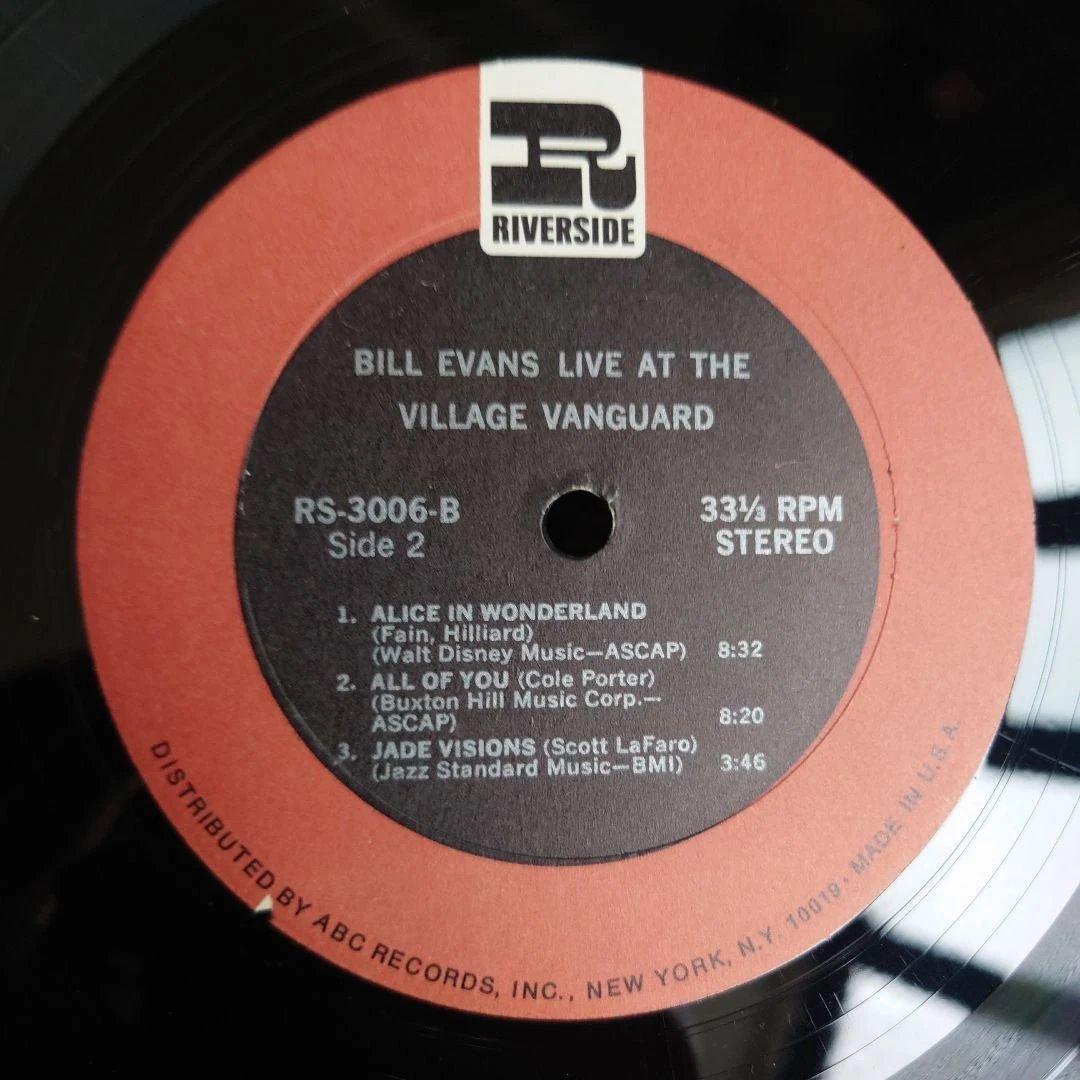 R
RIVERSIDE
BILL EVANS LIVE AT THE
VILLAGE VANGUARD
RS-3006-B
Side 2
33⅓ RPM
STEREO
1. ALICE IN WONDERLAND
(Fain, Hilliard)
(Walt Disney Music—ASCAP) 8:32
2. ALL OF YOU (Cole Porter)
(Buxton Hill Music Corp.—
ASCAP) 8:20
3. JADE VISIONS (Scott LaFaro)
(Jazz Standard Music—BMI) 3:46
DISTRIBUTED BY ABC RECORDS, INC., NEW YORK, N.Y. 10019 · MADE IN U.S.A.